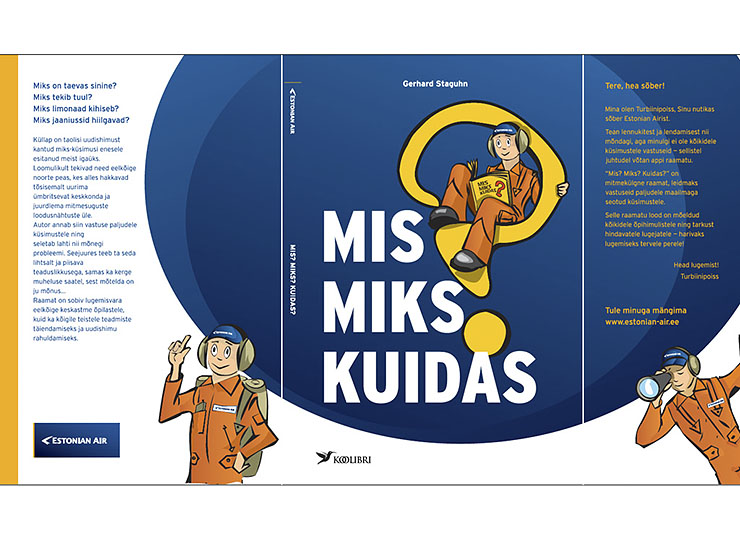 Miks on taevas sinine?
Miks tekib tuul?
Miks limonaad kihiseb?
Miks jaaniussid hiilgavad?
Küllap on taolisi uudishimust
kantud miks-küsimusi enesele
esitanud meist igaüks.
Loomulikult tekivad need eelkõige
noorte peas, kes alles hakkavad
tõsisemalt uurima
ümbritsevat keskkonda ja
juurdlema mitmesuguste
loodusnähtuste üle.
Autor annab siin vastuse paljudele
küsimustele ning
seletab lahti nii mõnegi
probleemi. Seejuures teeb ta seda
lihtsalt ja piisava
teaduslikkusega, samas ka kerge
muheluse saatel, sest mõtelda on
ju mõnus...
Raamat on sobiv lugemisvara
eelkõige keskastme õpilastele,
kuid ka kõigile teistele teadmiste
täiendamiseks ja uudishimu
rahuldamiseks.
ESTONIAN AIR
ESTONIAN AIR
ESTONIAN AIR
MIS? MIKS? KUIDAS?
Gerhard Staguhn
MIS
MIKS
KUIDAS
?
MIS
MIKS
KUIDAS
KOOLIBRI
Tere, hea sõber!
Mina olen Turbiinipoiss, Sinu nutikas
sõber Estonian Airist.
Tean lennukitest ja lendamisest nii
mõndagi, aga minulgi ei ole kõikidele
küsimustele vastuseid – sellistel
juhtudel võtan appi raamatu.
"Mis? Miks? Kuidas?" on
mitmekülgne raamat, leidmaks
vastuseid paljudele maailmaga
seotud küsimustele.
Selle raamatu lood on mõeldud
kõikidele õpihimulistele ning tarkust
hindavatele lugejatele – harivaks
lugemiseks tervele perele!
Head lugemist!
Turbiinipoiss
Tule minuga mängima
www.estonian-air.ee